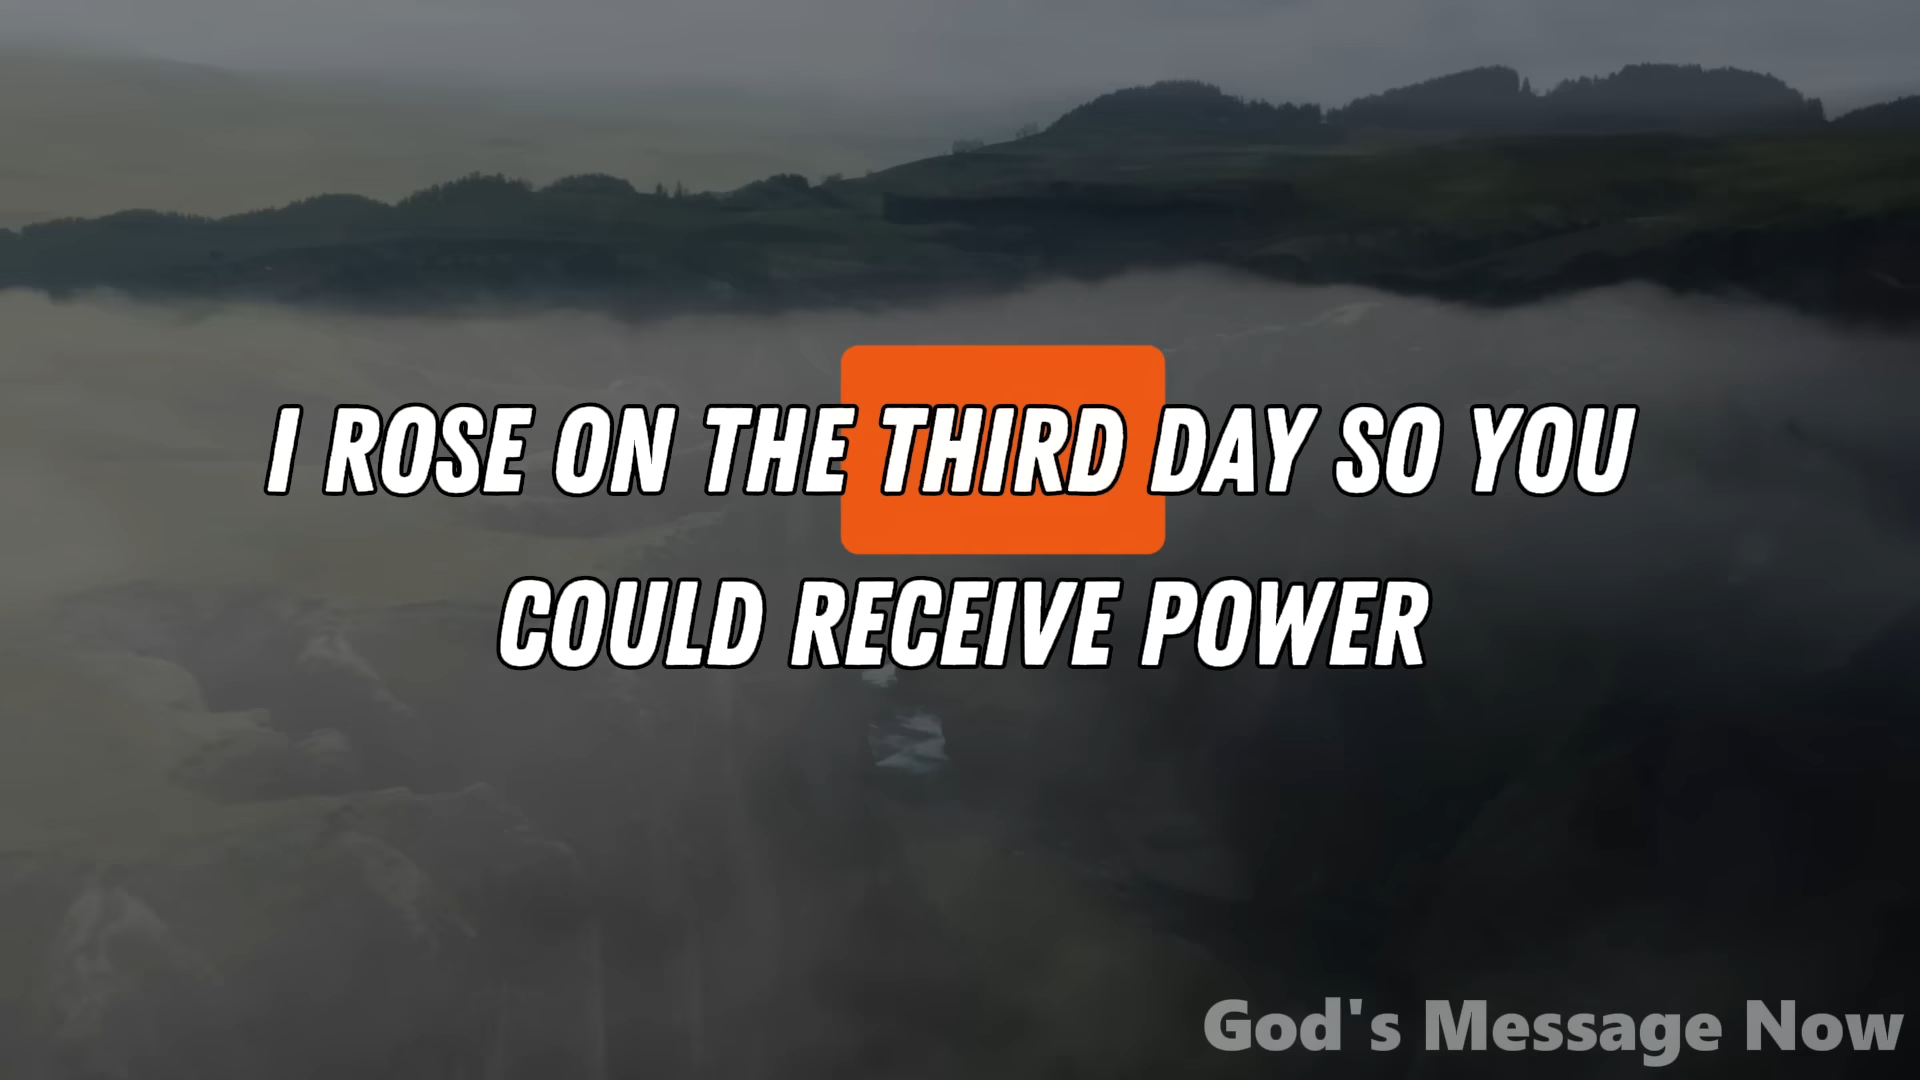 I ROSE ON THE THIRD DAY SO YOU
COULD RECEIVE POWER
God's Message Now